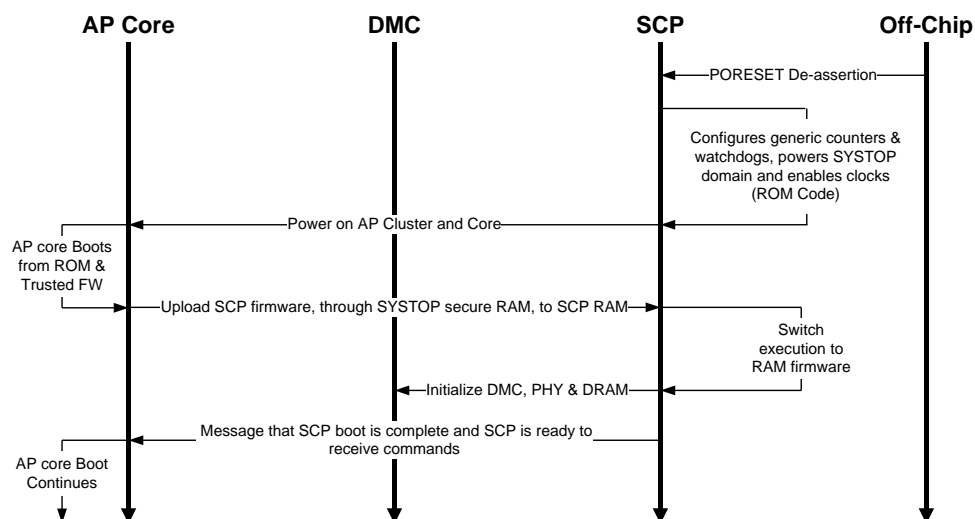 AP Core
DMC
SCP
Off-Chip
PORESET De-assertion
Configures generic counters &
watchdogs, powers SYSTOP
domain and enables clocks
(ROM Code)
Power on AP Cluster and Core
AP core Boots
from ROM &
Trusted FW
Upload SCP firmware, through SYSTOP secure RAM, to SCP RAM
Switch
execution to
RAM firmware
Initialize DMC, PHY & DRAM
Message that SCP boot is complete and SCP is ready to
receive commands
AP core Boot
Continues